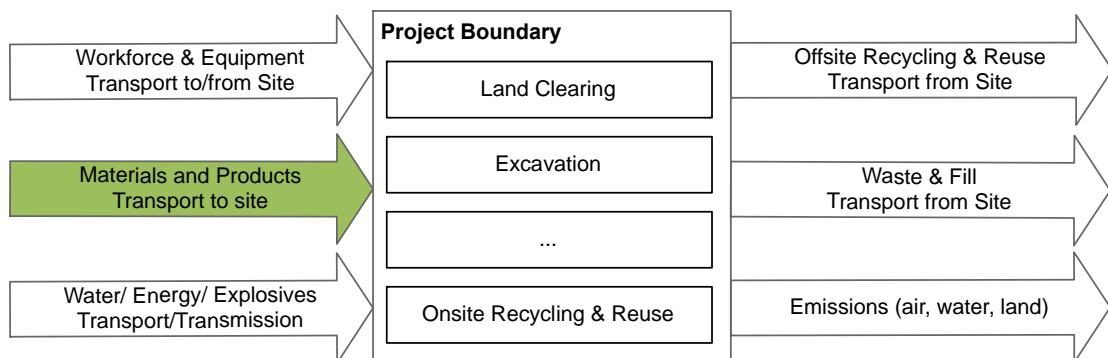 Workforce & Equipment
Transport to/from Site
Materials and Products
Transport to site
Water/ Energy/ Explosives
Transport/Transmission
Project Boundary
Land Clearing
Excavation
...
Onsite Recycling & Reuse
Offsite Recycling & Reuse
Transport from Site
Waste & Fill
Transport from Site
Emissions (air, water, land)